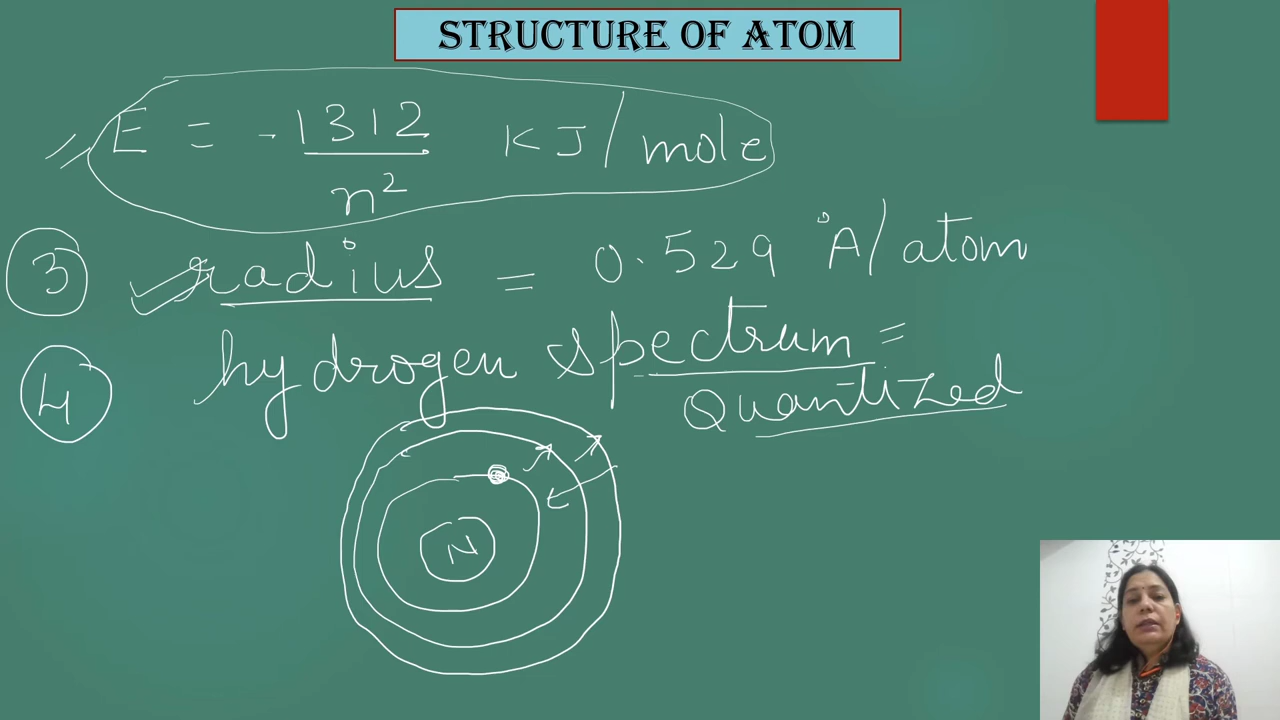 STRUCTURE OF ATOM
E = -1312/n² KJ/mole
3 radius = 0.529 °A/atom
4 hydrogen spectrum =
Quantized
N